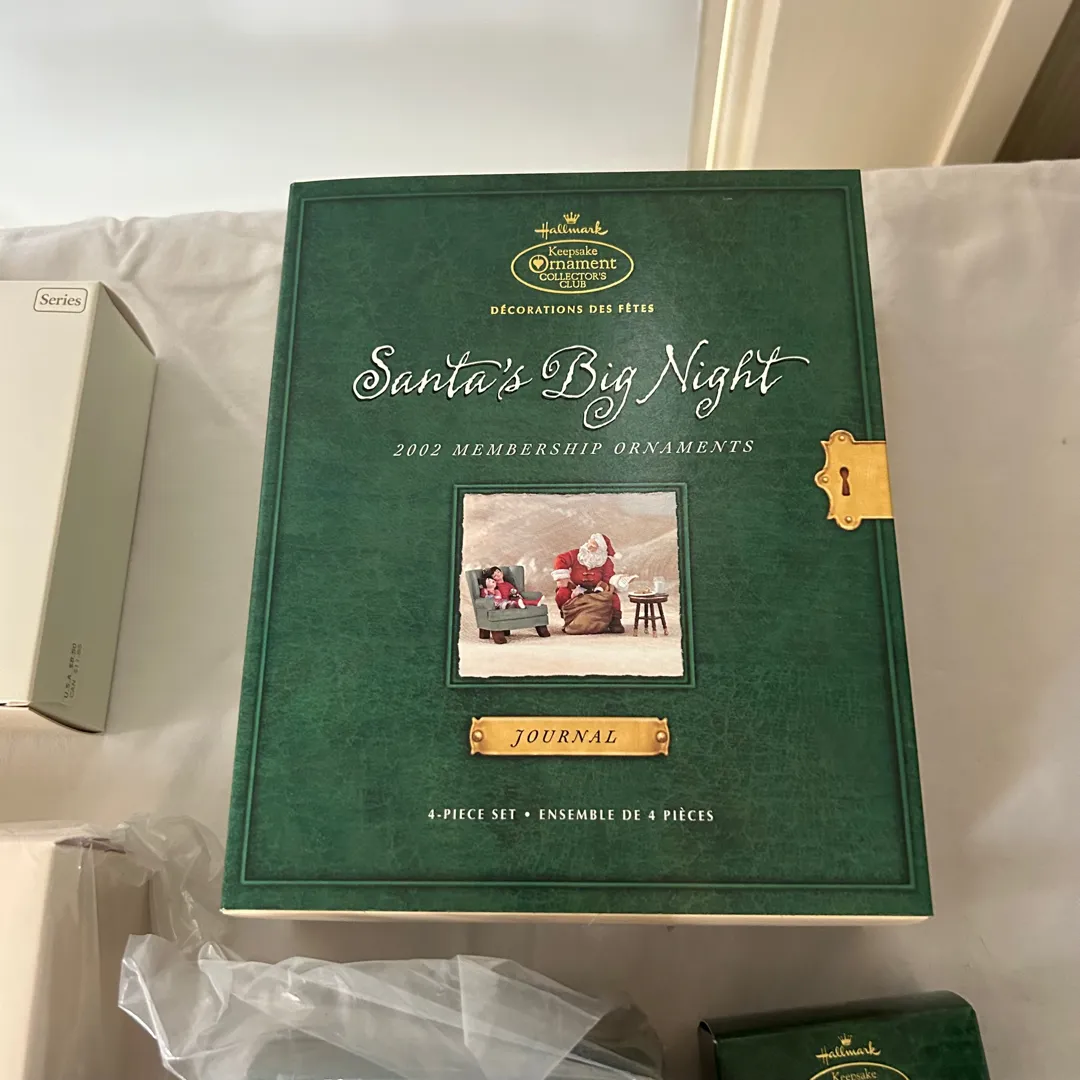 Series
Hallmark
Keepsake
Ornament
COLLECTOR'S
CLUB
DÉCORATIONS DES FÊTES
Santa's Big Night
2002 MEMBERSHIP ORNAMENTS
JOURNAL
4-PIECE SET • ENSEMBLE DE 4 PIÈCES
Hallmark
Keepsake